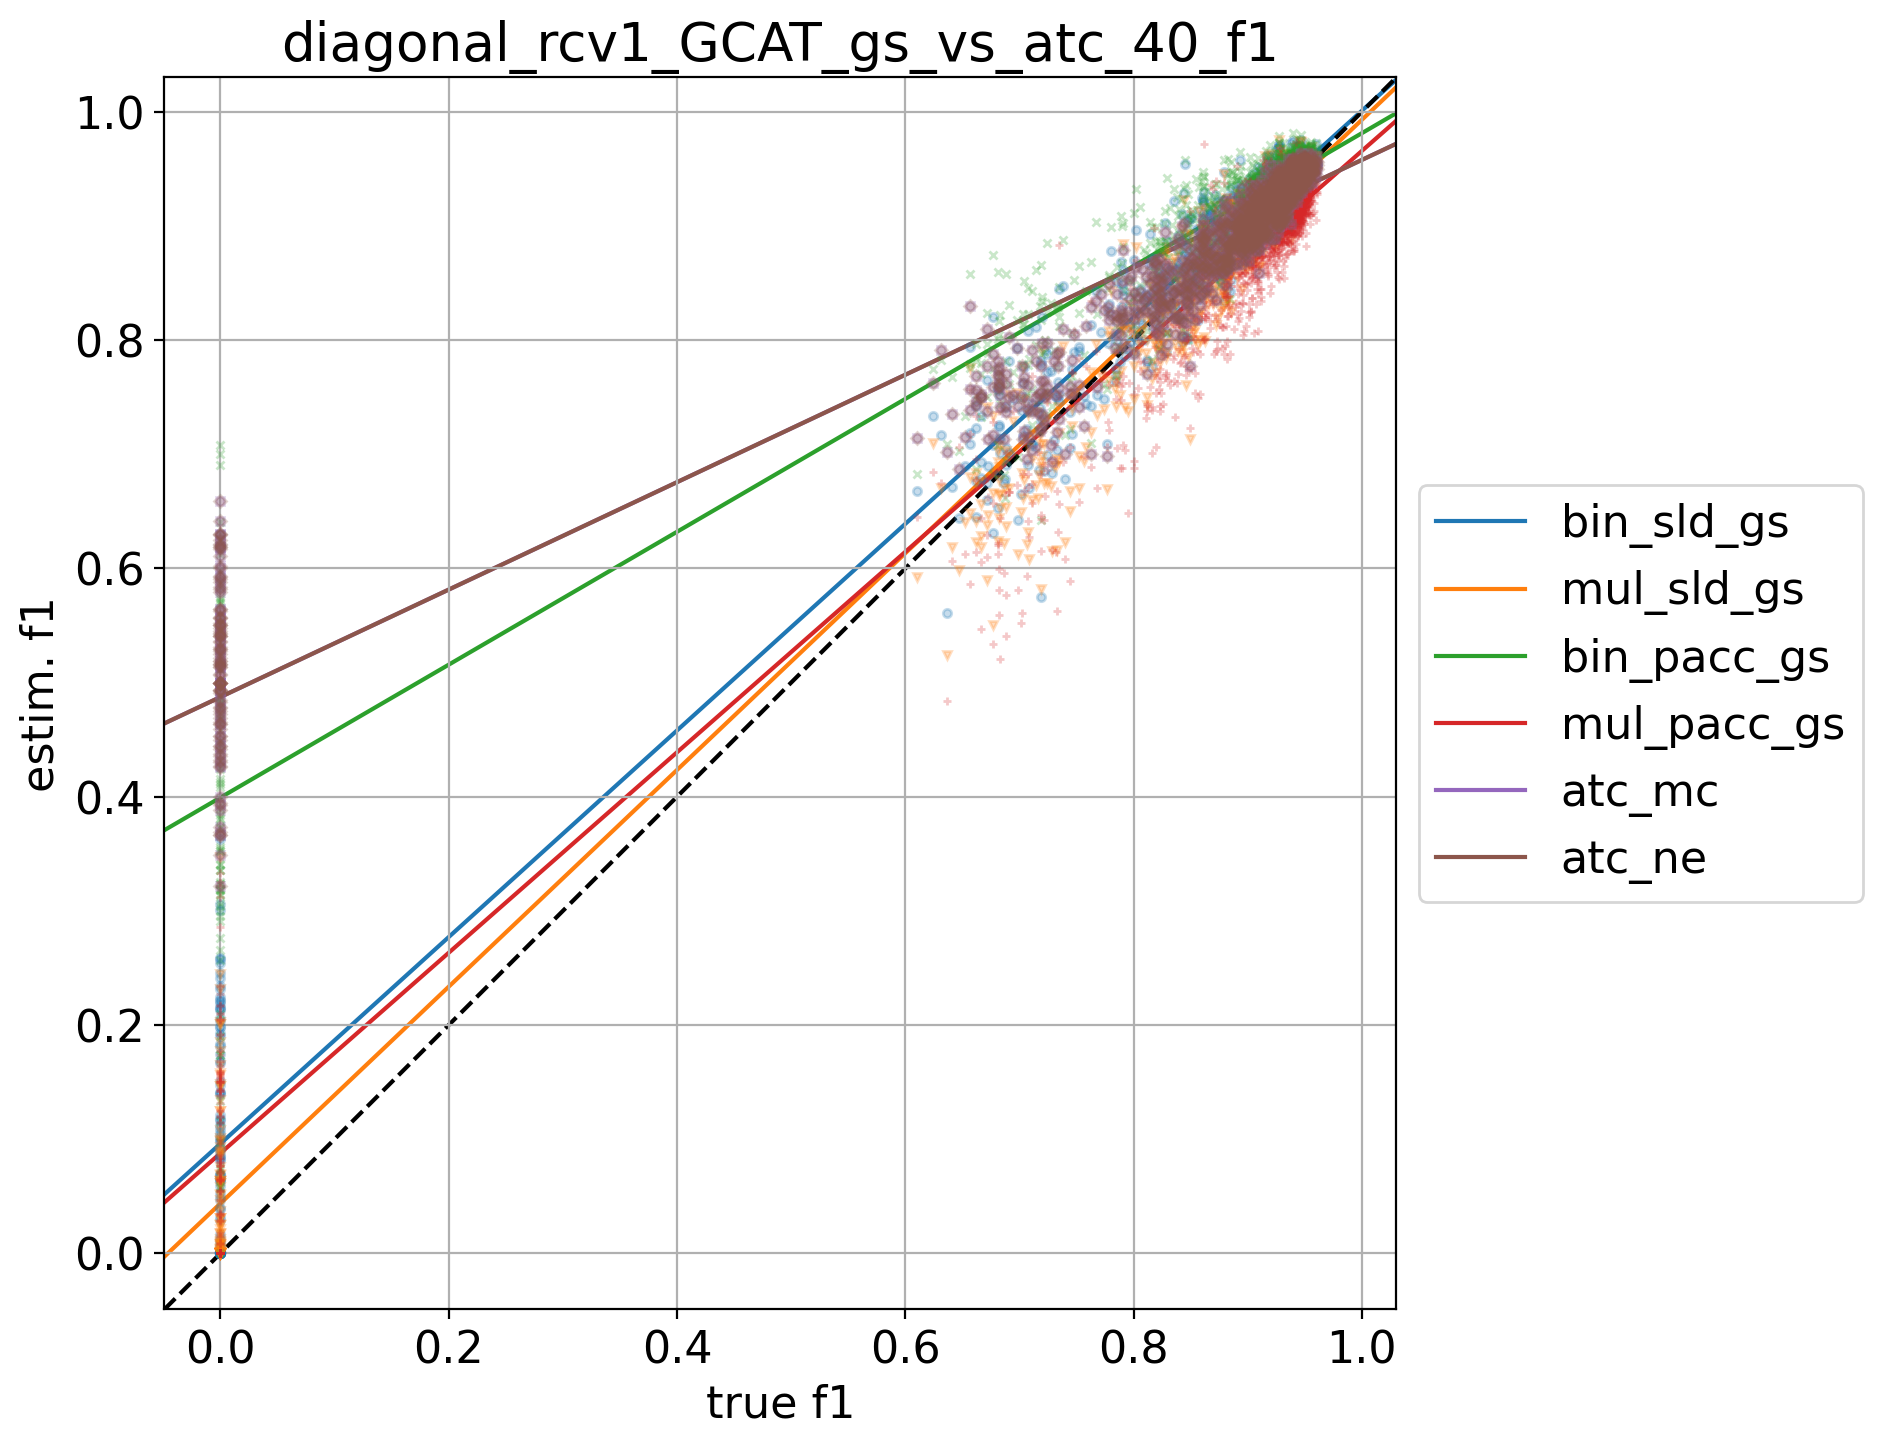 diagonal_rcv1_GCAT_gs_vs_atc_40_f1
1.0
0.8
0.6
0.4
0.2
0.0
estim. f1
0.0 0.2 0.4 0.6 0.8 1.0
true f1
bin_sld_gs
mul_sld_gs
bin_pacc_gs
mul_pacc_gs
atc_mc
atc_ne